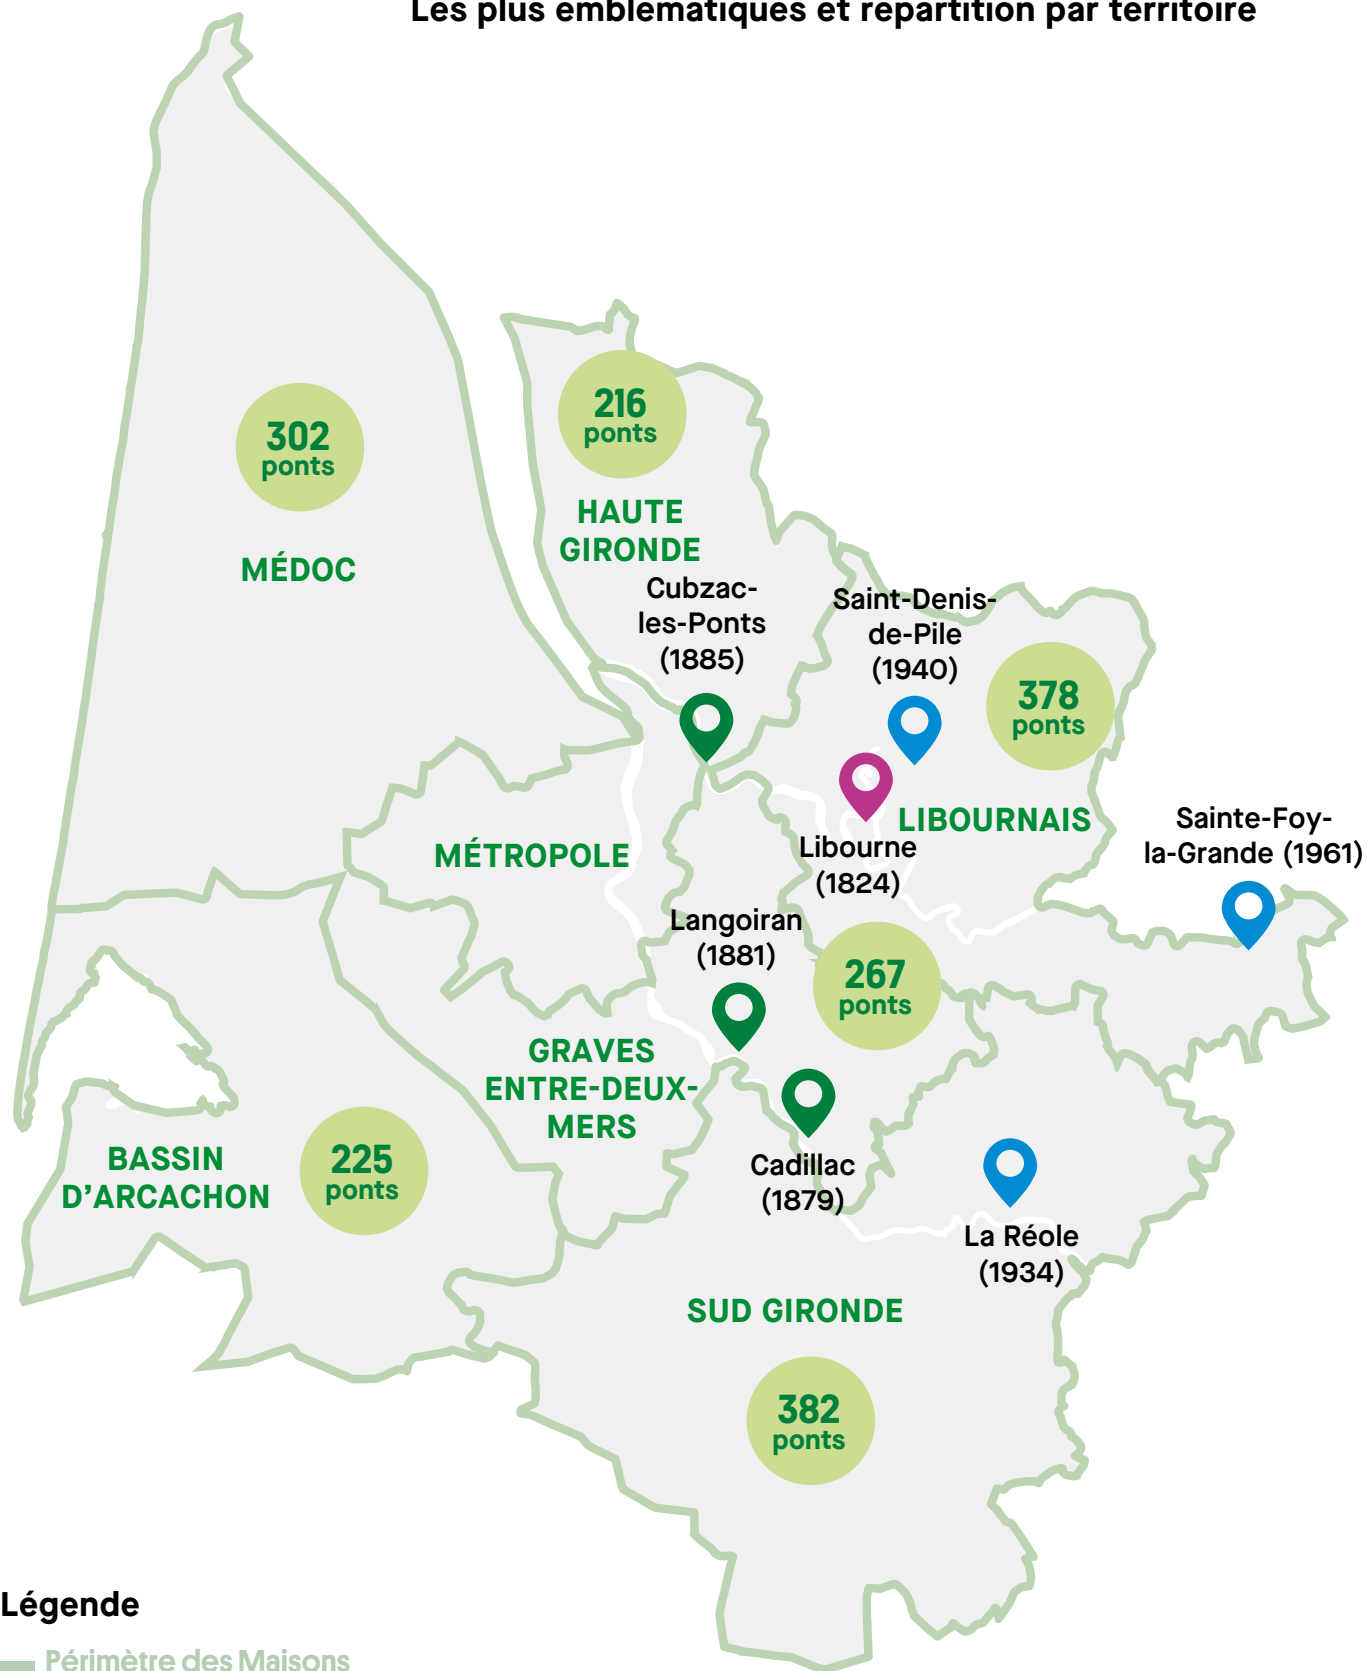 Les plus emblématiques et répartition par territoire
216
ponts
302
ponts
HAUTE
GIRONDE
MÉDOC
Cubzac-
les-Ponts
(1885)
Saint-Denis-
de-Pile
(1940)
378
ponts
LIBOURNAIS
Sainte-Foy-
la-Grande (1961)
MÉTROPOLE
Libourne
(1824)
Langoiran
(1881)
267
ponts
GRAVES
ENTRE-DEUX-
MERS
BASSIN
D'ARCACHON
225
ponts
Cadillac
(1879)
La Réole
(1934)
SUD GIRONDE
382
ponts
Légende
Périmètre des Maisons